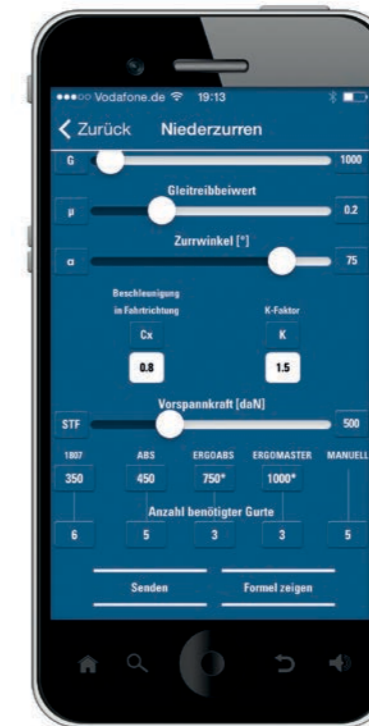 Vodafone.de 19:13
Zurück Niederzurren
G 1000
Gleitreibbeiwert
µ 0.2
Zurrwinkel [°]
α 75
Beschleunigung
in Fahrtrichtung K-Faktor
Cx K
0.8 1.5
Vorspannkraft [daN]
STF 500
1807 ABS ERGOABS ERGOMASTER MANUELL
350 450 750* 1000*
Anzahl benötigter Gurte
6 5 3 3 5
Senden Formel zeigen